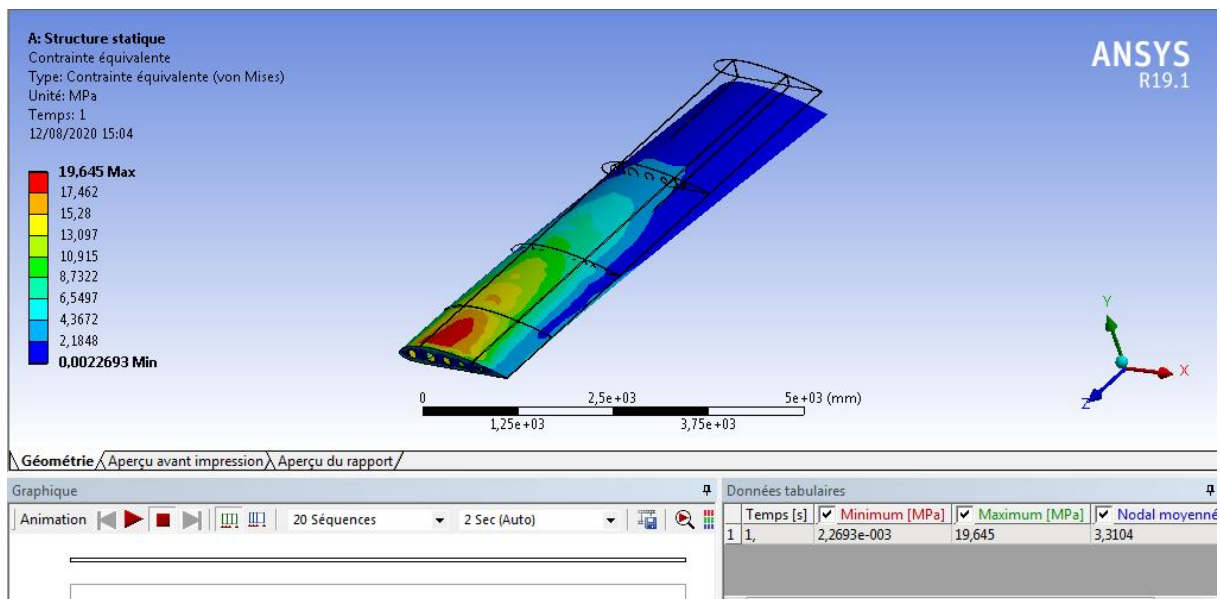 A: Structure statique
Contrainte équivalente
Type: Contrainte équivalente (von Mises)
Unité: MPa
Temps: 1
12/08/2020 15:04
19,645 Max
17,462
15,28
13,097
10,915
8,7322
6,5497
4,3672
2,1848
0,0022693 Min
ANSYS
R19.1
Y
X
Z
0 2,5e+03 5e+03 (mm)
1,25e+03 3,75e+03
Géométrie Aperçu avant impression Aperçu du rapport
Graphique
Animation 20 Séquences 2 Sec (Auto)
Données tabulaires
Temps [s] Minimum [MPa] Maximum [MPa] Nodal moyenné
1 1, 2,2693e-003 19,645 3,3104